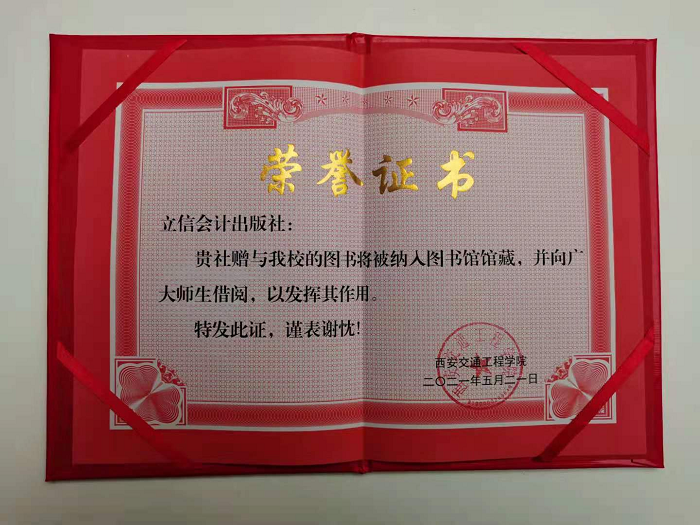 荣誉证书
立信会计出版社：
贵社赠与我校的图书将被纳入图书馆馆藏，并向广
大师生借阅，以发挥其作用。
特发此证，谨表谢忱！
西安交通工程学院
二〇二一年五月二一日